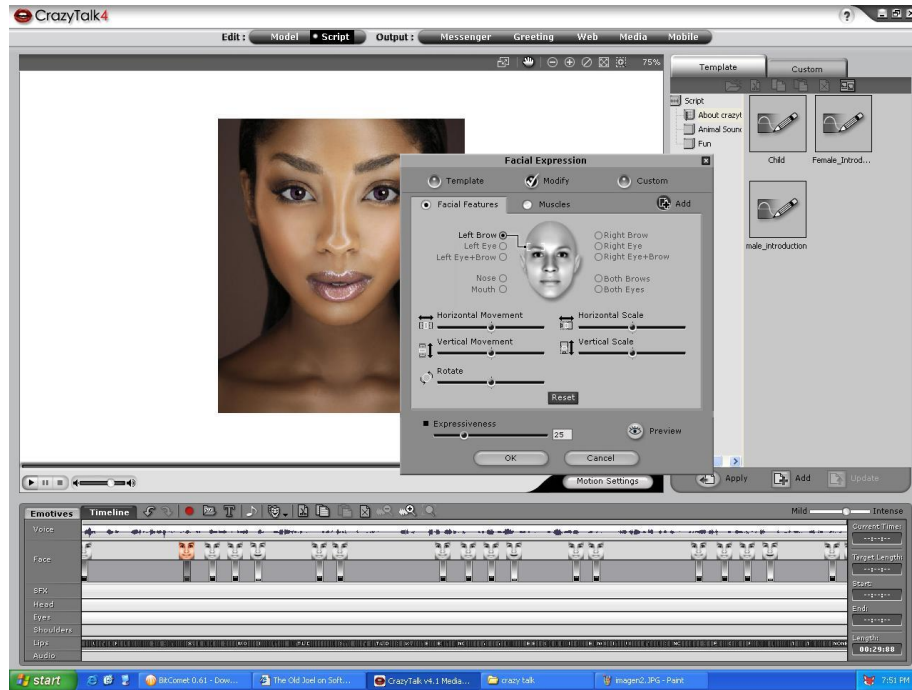 CrazyTalk4
Edit : Model Script Output : Messenger Greeting Web Media Mobile
75%
Template Custom
Script
About crazyt
Animal Soun
Fun
Child
Female_Introd...
male_introduction
Facial Expression
Template Modify Custom
Facial Features Muscles Add
Left Brow
Left Eye
Left Eye+Brow
Nose
Mouth
Right Brow
Right Eye
Right Eye+Brow
Both Brows
Both Eyes
Horizontal Movement
Horizontal Scale
Vertical Movement
Vertical Scale
Rotate
Reset
Expressiveness
25
Preview
OK Cancel
Motion Settings
Apply Add Update
Emotives Timeline
Mild Intense
Voice
Face
SFX
Head
Eyes
Shoulders
Lips
Audio
Current Time:
--:--:--
Target Length:
--:--:--
Start:
--:--:--
End:
--:--:--
Length:
00:29:08
start
BitComet 0.61 - Dow...
The Old Joel on Soft...
CrazyTalk v4.1 Media...
crazy talk
imagen2.JPG - Paint
7:51 PM